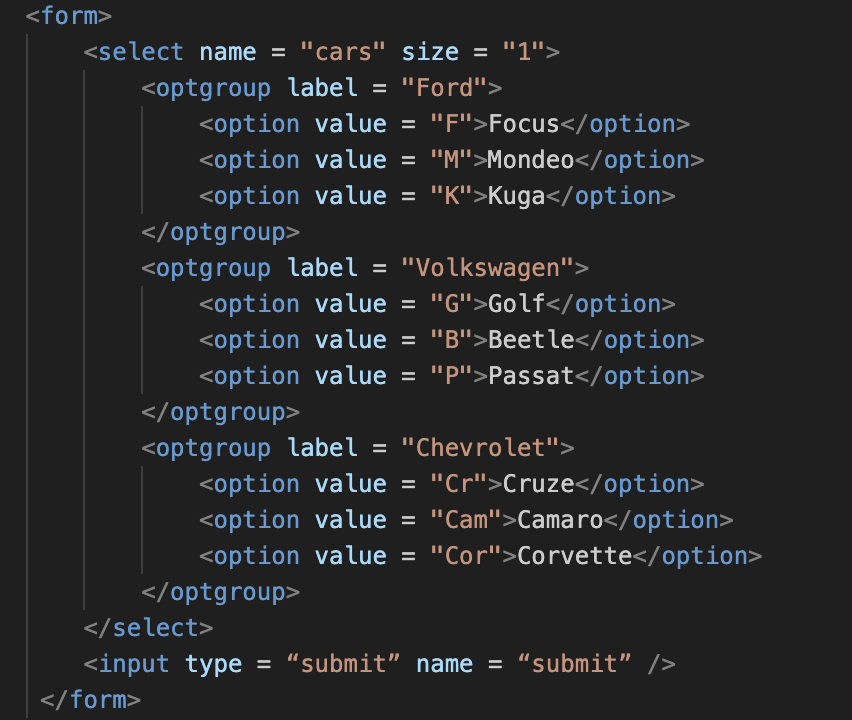 <form>
<select name = "cars" size = "1">
<optgroup label = "Ford">
<option value = "F">Focus</option>
<option value = "M">Mondeo</option>
<option value = "K">Kuga</option>
</optgroup>
<optgroup label = "Volkswagen">
<option value = "G">Golf</option>
<option value = "B">Beetle</option>
<option value = "P">Passat</option>
</optgroup>
<optgroup label = "Chevrolet">
<option value = "Cr">Cruze</option>
<option value = "Cam">Camaro</option>
<option value = "Cor">Corvette</option>
</optgroup>
</select>
<input type = “submit” name = “submit” />
</form>